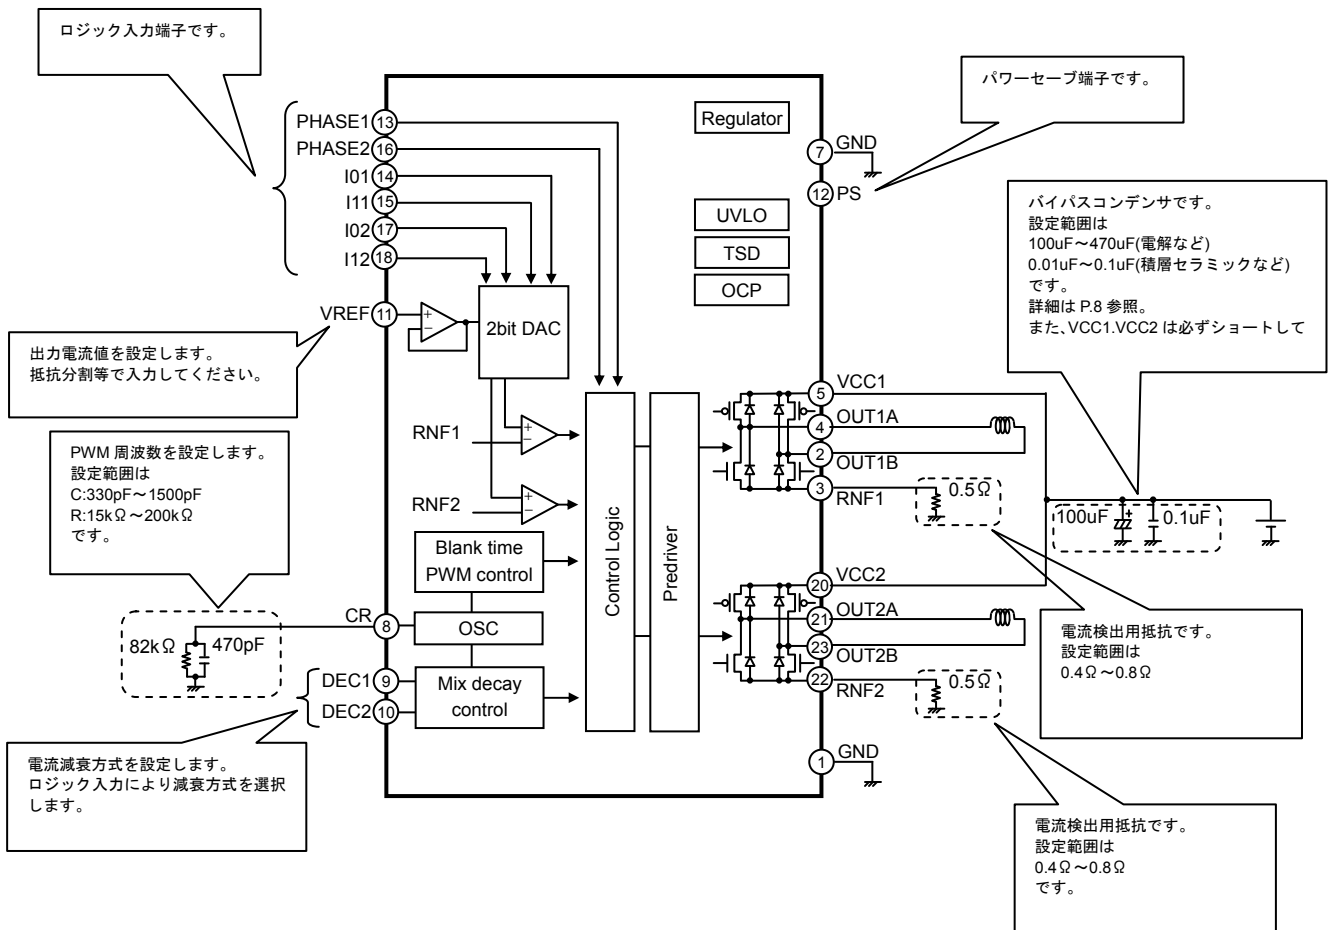 ロジック入力端子です。
パワーセーブ端子です。
PHASE1 13
PHASE2 16
I01 14
I11 15
I02 17
I12 18
VREF 11
Regulator
UVLO
TSD
OCP
7 GND
12 PS
バイパスコンデンサです。
設定範囲は
100uF～470uF(電解など)
0.01uF～0.1uF(積層セラミックなど)
です。
詳細は P.8 参照。
また、VCC1.VCC2 は必ずショートして
出力電流値を設定します。
抵抗分割等で入力してください。
+
−
2bit DAC
PWM 周波数を設定します。
設定範囲は
C:330pF～1500pF
R:15kΩ～200kΩ
です。
RNF1
+
−
RNF2
+
−
Blank time
PWM control
OSC
Mix decay
control
Control Logic
Predriver
5 VCC1
4 OUT1A
2 OUT1B
3 RNF1
0.5Ω
100uF
+
0.1uF
20 VCC2
21 OUT2A
23 OUT2B
22 RNF2
0.5Ω
1 GND
CR 8
82kΩ
470pF
DEC1 9
DEC2 10
電流減衰方式を設定します。
ロジック入力により減衰方式を選択
します。
電流検出用抵抗です。
設定範囲は
0.4Ω～0.8Ω
電流検出用抵抗です。
設定範囲は
0.4Ω～0.8Ω
です。